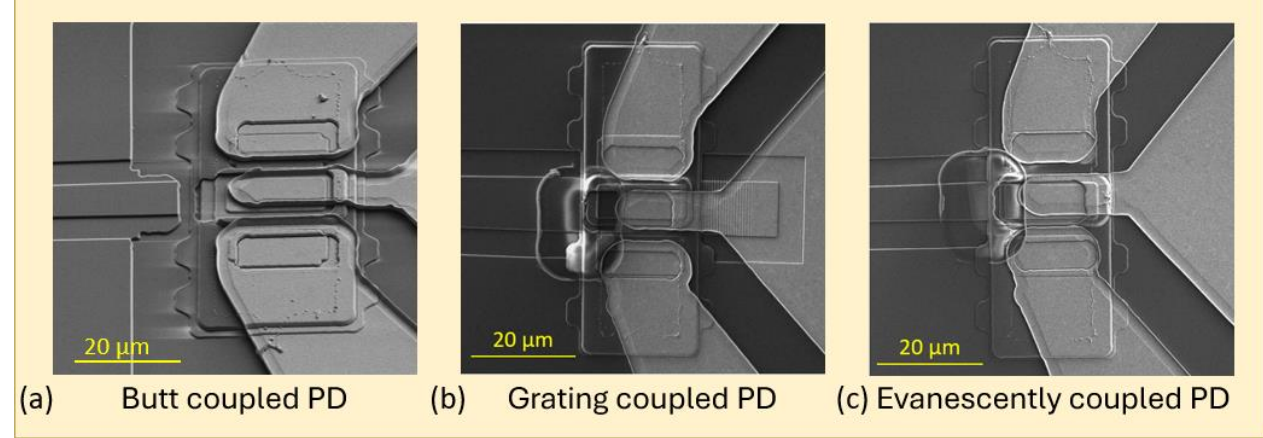 20 µm
20 µm
20 µm
(a) Butt coupled PD
(b) Grating coupled PD
(c) Evanescently coupled PD